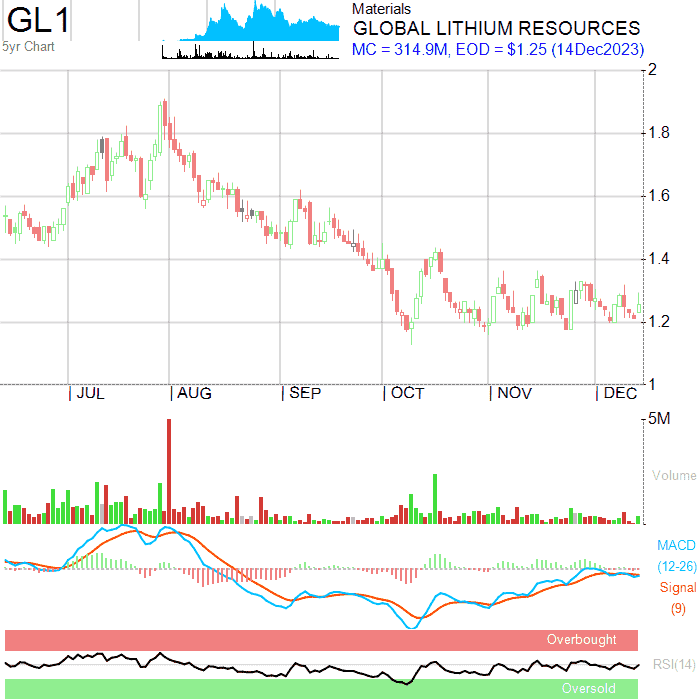 GL1
5yr Chart
Materials
GLOBAL LITHIUM RESOURCES
MC = 314.9M, EOD = $1.25 (14Dec2023)
2
1.8
1.6
1.4
1.2
1
JUL AUG SEP OCT NOV DEC
5M
Volume
MACD
(12-26)
Signal
(9)
Overbought
RSI(14)
Oversold